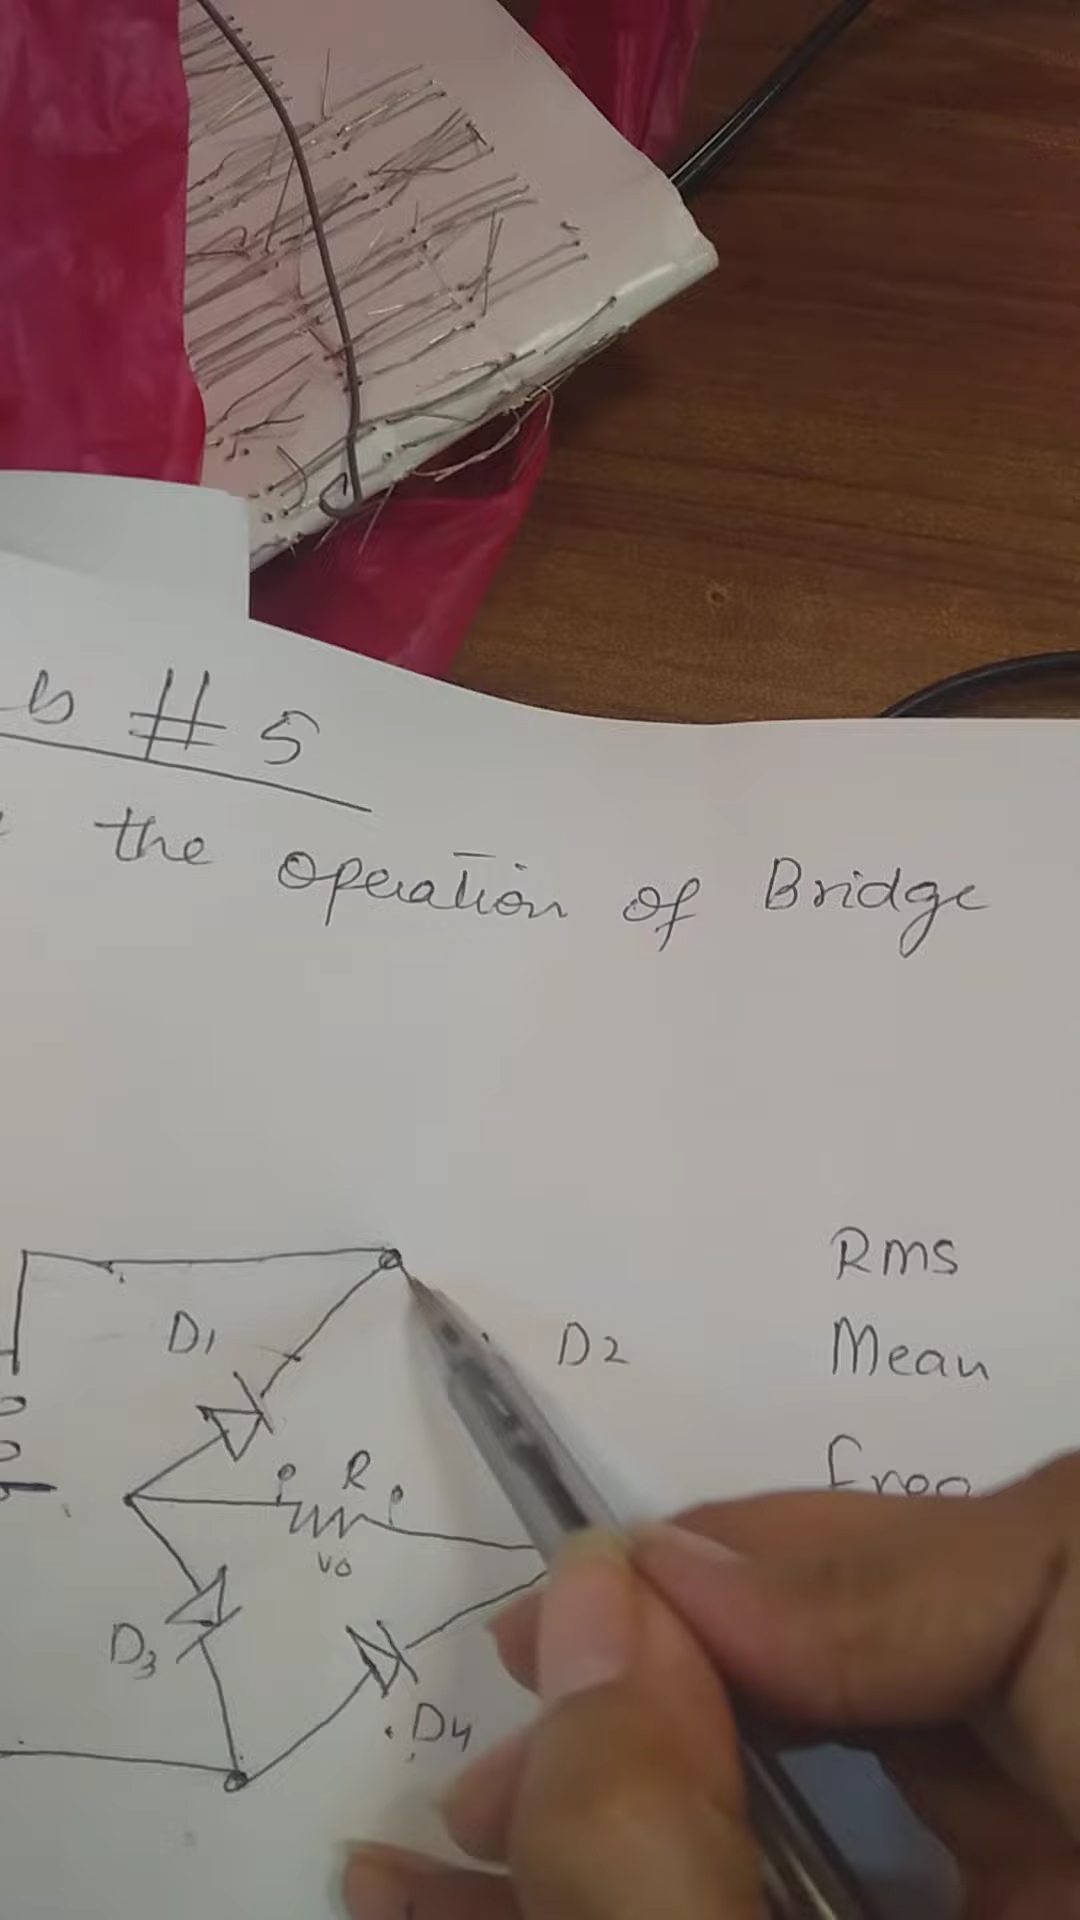 # 5
the operation of Bridge
Rms
D1
D2
Mean
R
Vo
D3
D4